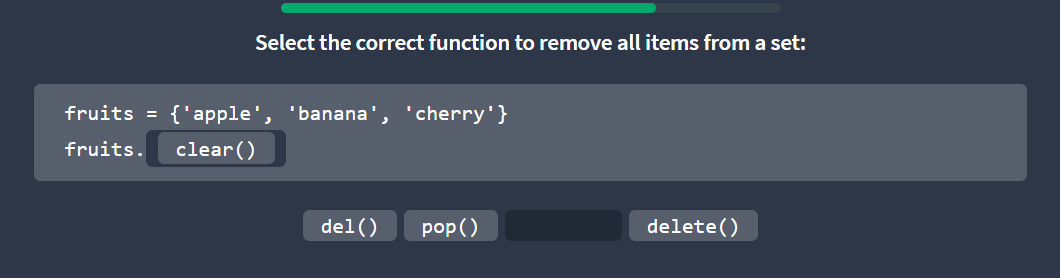 Select the correct function to remove all items from a set:
fruits = {'apple', 'banana', 'cherry'}
fruits. clear()
del() pop() delete()